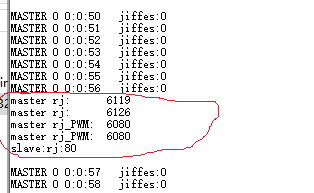 MASTER 0 0:0:50 jiffes:0
MASTER 0 0:0:51 jiffes:0
MASTER 0 0:0:52 jiffes:0
MASTER 0 0:0:53 jiffes:0
MASTER 0 0:0:54 jiffes:0
MASTER 0 0:0:55 jiffes:0
MASTER 0 0:0:56 jiffes:0
master rj: 6119
master rj: 6126
master rj_PWM: 6080
master rj_PWM: 6080
slave:rj:80
MASTER 0 0:0:57 jiffes:0
MASTER 0 0:0:58 jiffes:0